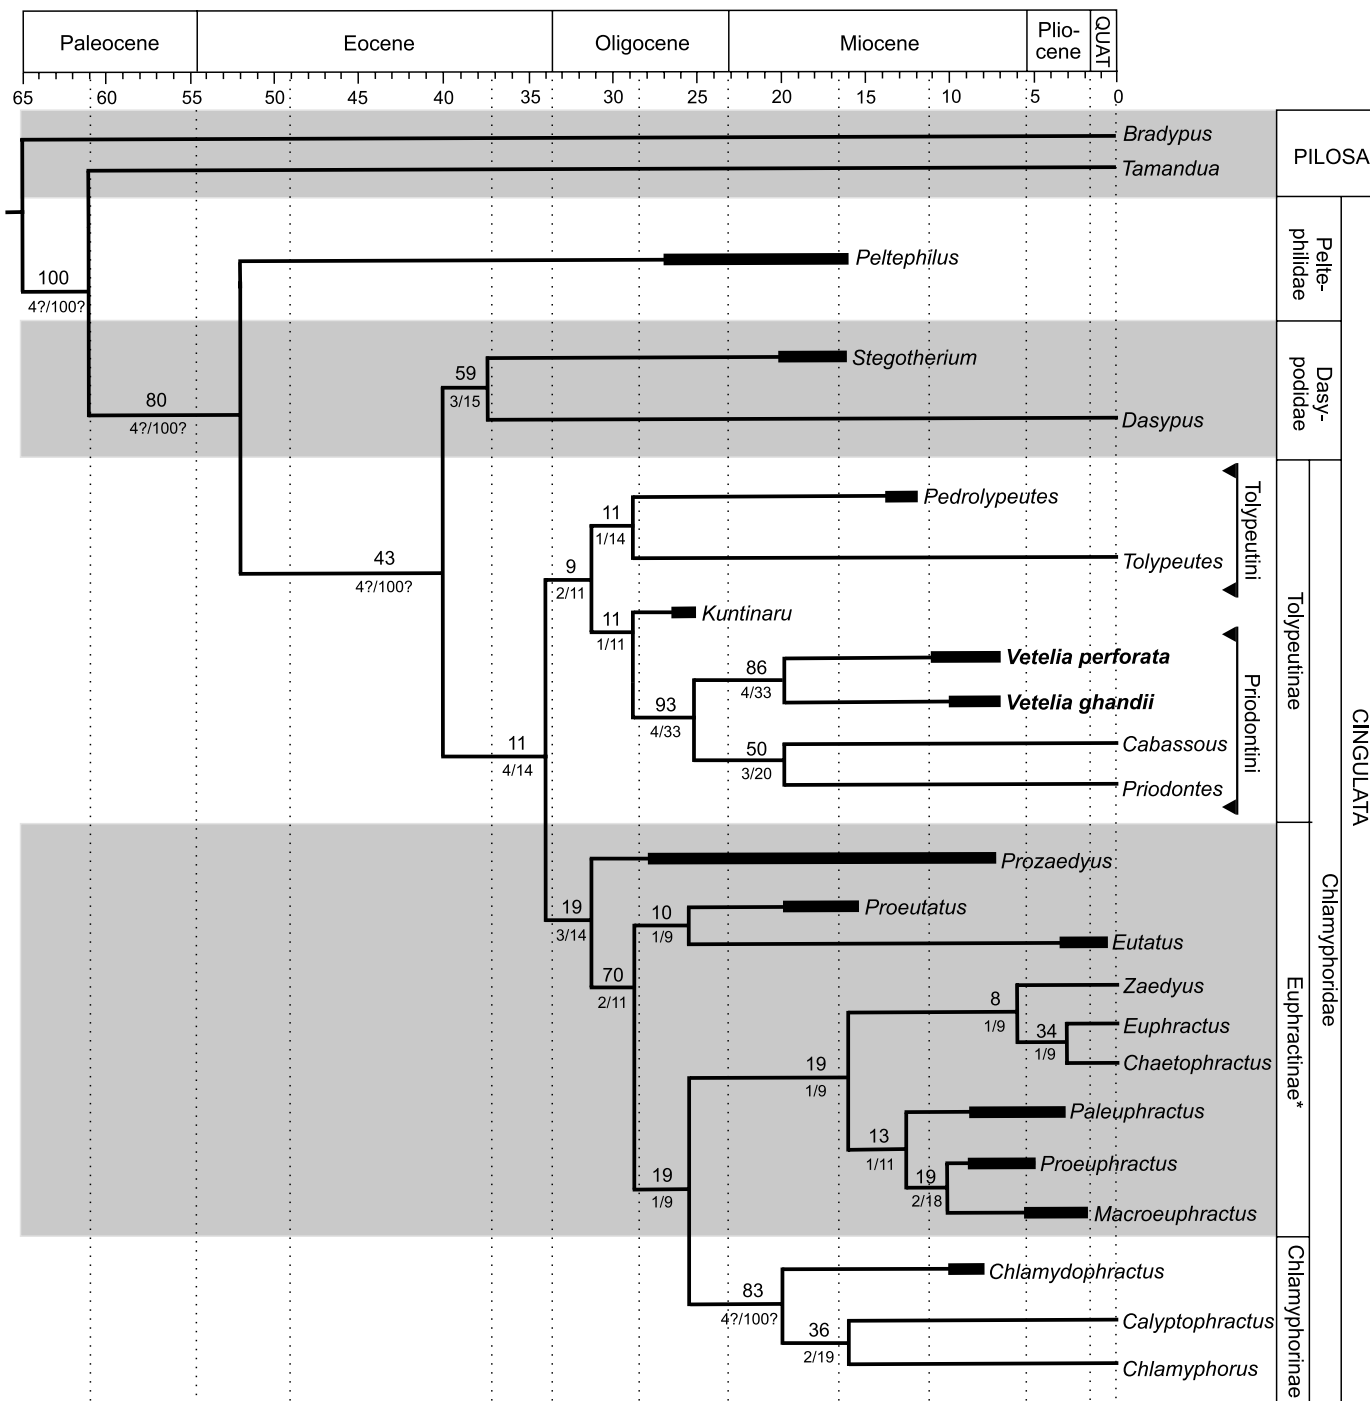 Paleocene
Eocene
Oligocene
Miocene
Plio-
cene
QUAT
65
60
55
50
45
40
35
30
25
20
15
10
5
0
Bradypus
Tamandua
PILOSA
100
4?/100?
Peltephilus
Pelte-
philidae
80
4?/100?
59
3/15
Stegotherium
Dasypus
Dasy-
podidae
43
4?/100?
11
1/14
Pedrolypeutes
Tolypeutes
Tolypeutini
9
2/11
11
1/11
Kuntinaru
86
4/33
Vetelia perforata
Vetelia ghandii
93
4/33
50
3/20
Cabassous
Priodontes
Priodontini
Tolypeutinae
11
4/14
CINGULATA
Prozaedyus
19
3/14
10
1/9
Proeutatus
Eutatus
70
2/11
Zaedyus
8
1/9
Euphractus
34
1/9
Chaetophractus
19
1/9
Paleuphractus
13
1/11
Proeuphractus
19
2/18
Macroeuphractus
19
1/9
Euphractinae*
Chlamyphoridae
Chlamydophractus
83
4?/100?
Calyptophractus
36
2/19
Chlamyphorus
Chlamyphorinae